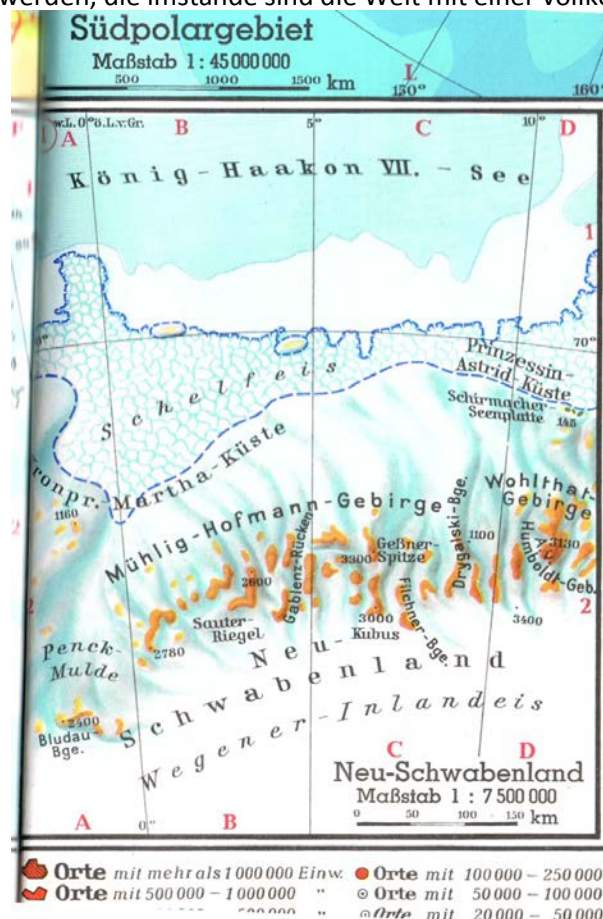 werden, die imstande sind die Welt mit einer
Südpolargebiet
Maßstab 1 : 45 000 000
500 1000 1500 km
150° 160°
w.L. 0° ö.L.v.Gr. 5° 10°
A B C D
König-Haakon VII.-See
1
70°
Schelfeis
Prinzessin-
Astrid-Küste
Schirmacher
Seenplatte
145
Martha-Küste
1160
Wohlthat-
Gebirge
Mühlig-Hofmann-Gebirge
Gablenz-Rücken
Drygalski-Bge.
1100
Humboldt-Geb.
3130
Geßner-
Spitze
3300
2600
Filchner-Bge.
2
Sauter-
Riegel
3000
Kubus
3400
2780
Penck-
Mulde
Neu-
Schwabenland
2400
Bludau-
Bge.
Wegener-Inlandeis
C D
Neu-Schwabenland
Maßstab 1 : 7 500 000
0 50 100 150 km
A 0° B
Orte mit mehr als 1 000 000 Einw. Orte mit 100 000 – 250 000
Orte mit 500 000 – 1 000 000 " Orte mit 50 000 – 100 000
Orte mit 20 000 – 50 000